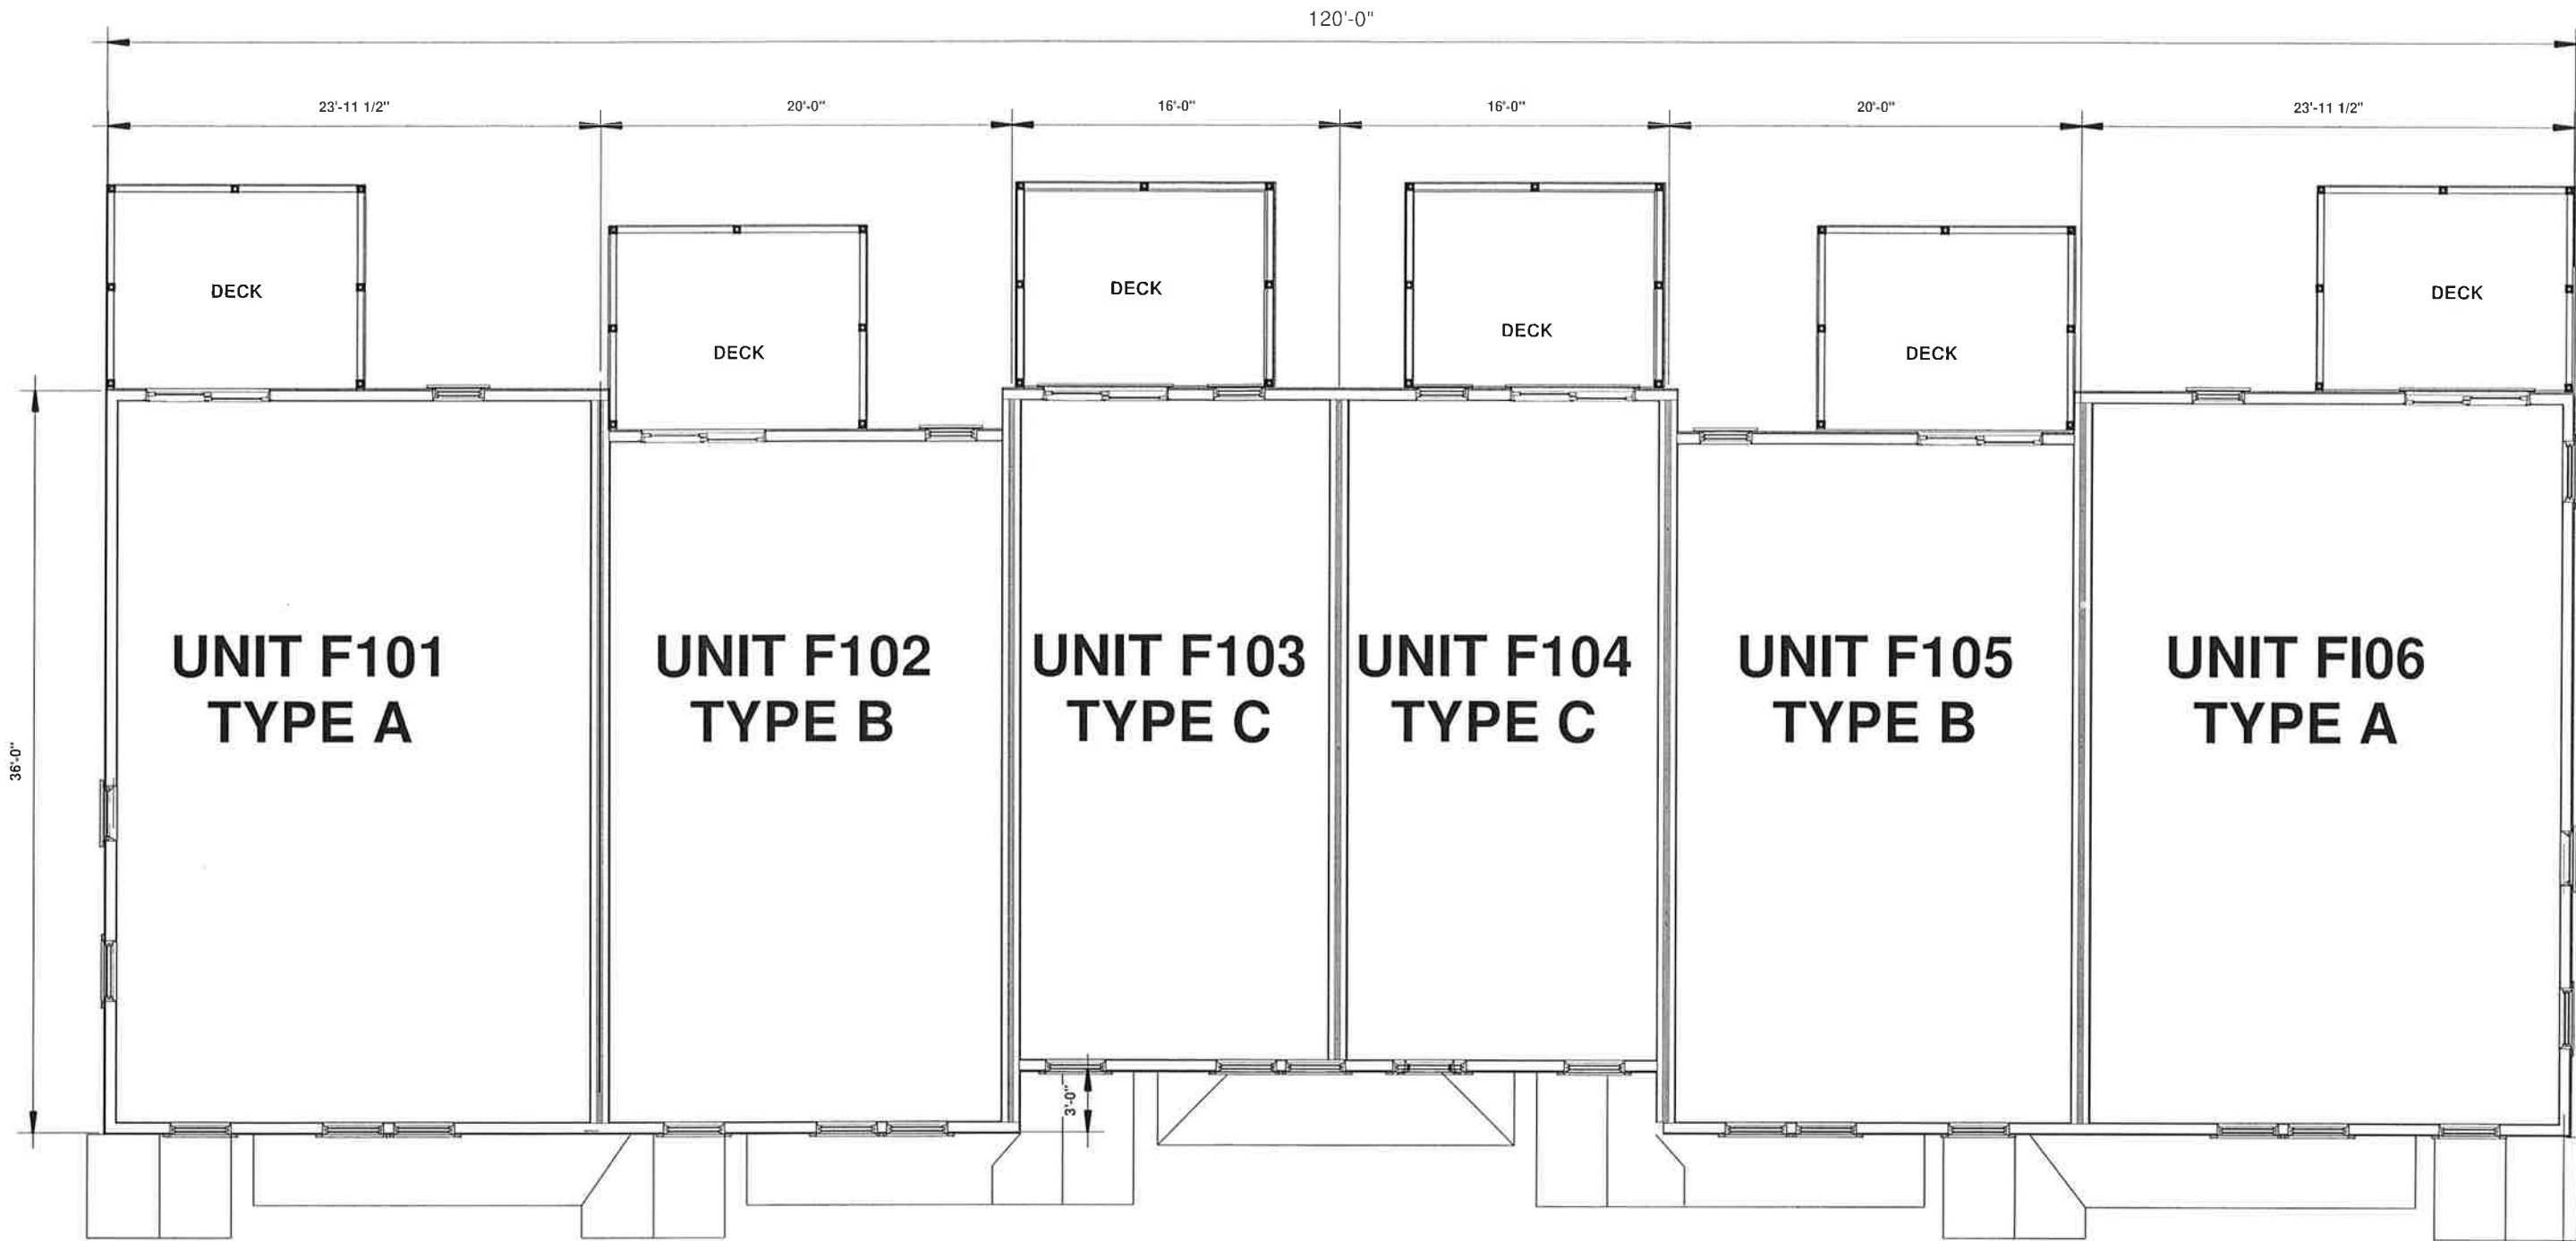 120'-0"
23'-11 1/2"
20'-0"
16'-0"
16'-0"
20'-0"
23'-11 1/2"
DECK
DECK
DECK
DECK
DECK
DECK
UNIT F101
TYPE A
UNIT F102
TYPE B
UNIT F103
TYPE C
UNIT F104
TYPE C
UNIT F105
TYPE B
UNIT FI06
TYPE A
36'-0"
3'-0"